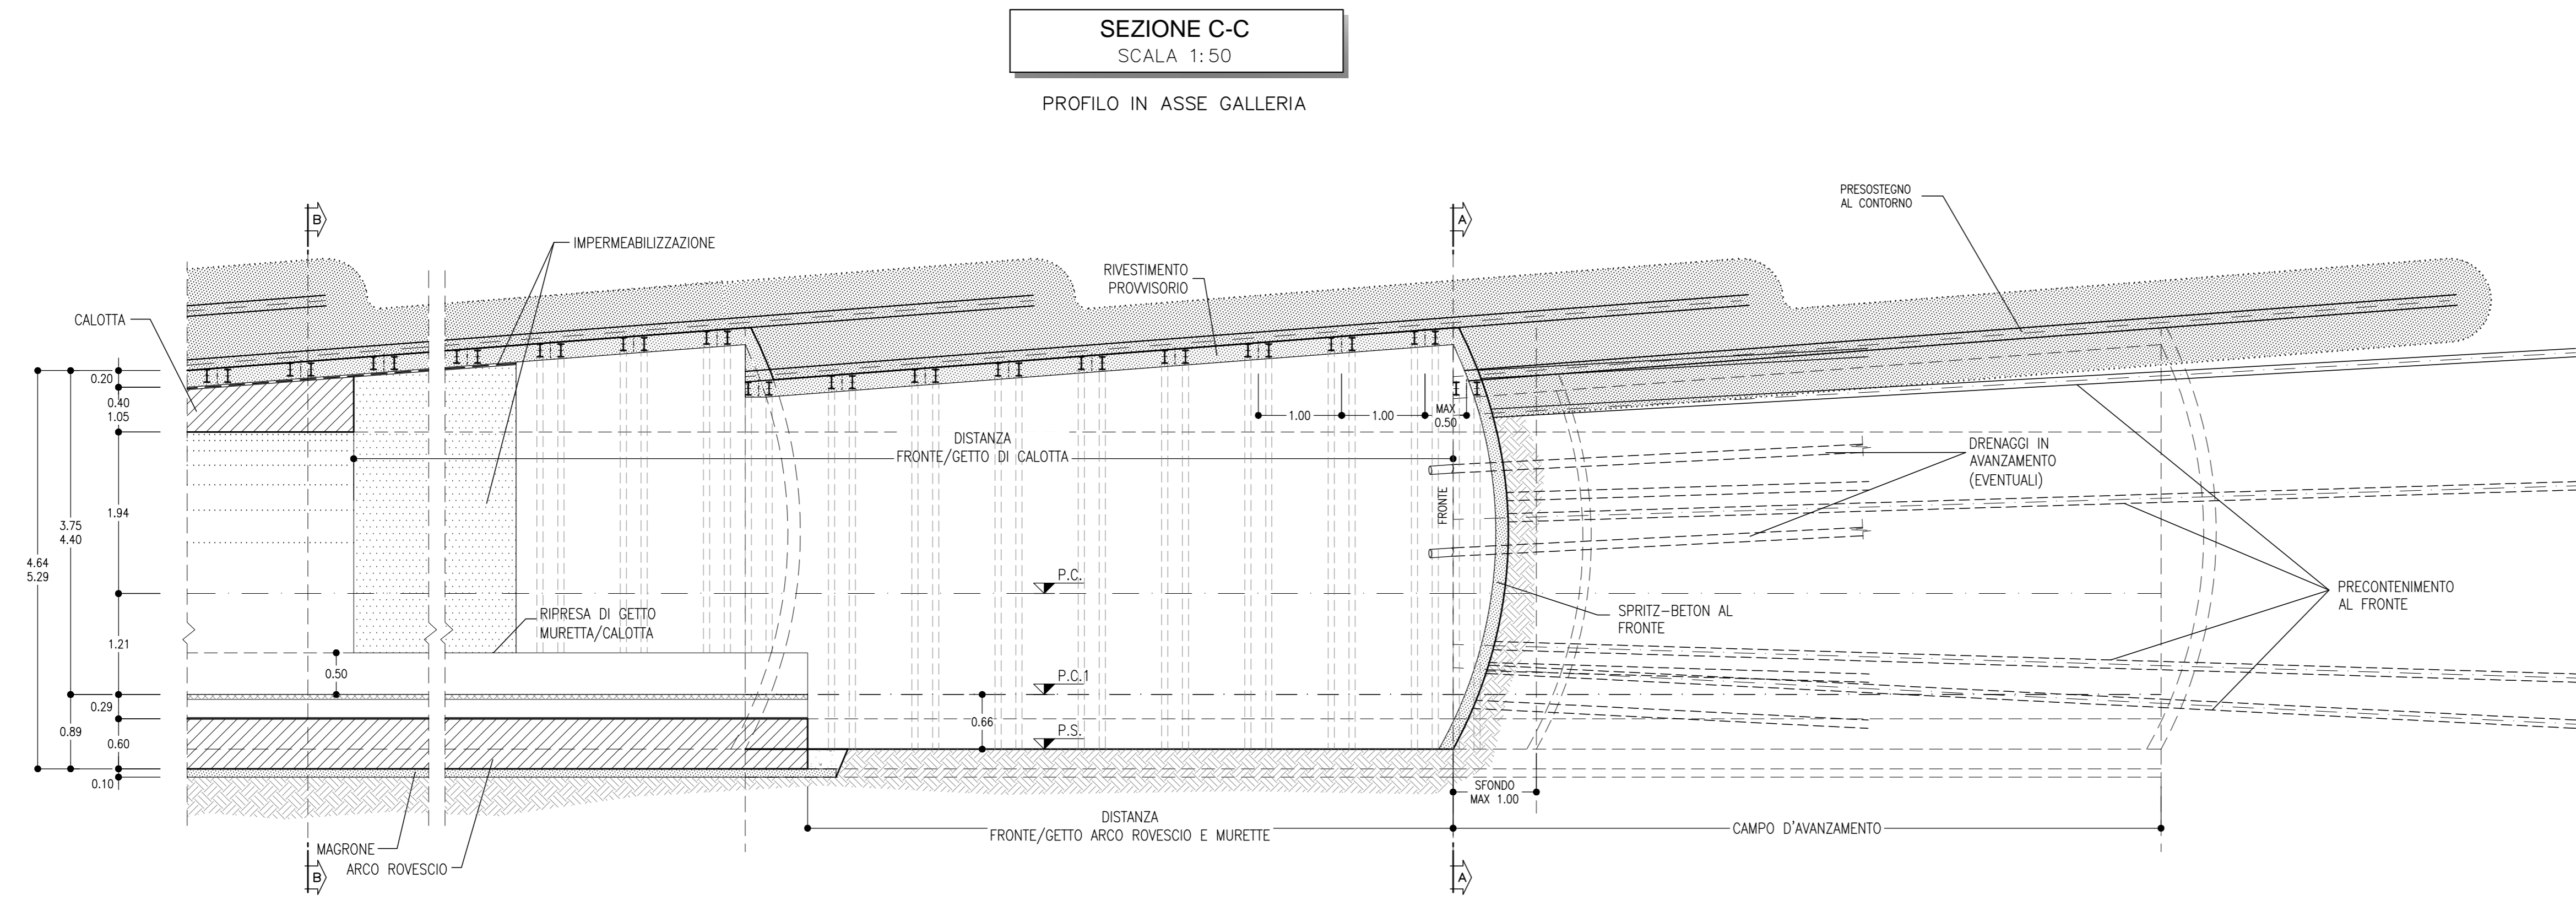 SEZIONE C-C
SCALA 1:50
PROFILO IN ASSE GALLERIA
B
A
PRESOSTEGNO
AL CONTORNO
IMPERMEABILIZZAZIONE
RIVESTIMENTO
PROVVISORIO
CALOTTA
0.20
0.40
1.05
1.00
1.00
MAX
0.50
DISTANZA
FRONTE/GETTO DI CALOTTA
DRENAGGI IN
AVANZAMENTO
(EVENTUALI)
FRONTE
1.94
3.75
4.40
4.64
5.29
P.C.
PRECONTENIMENTO
AL FRONTE
SPRITZ-BETON AL
FRONTE
RIPRESA DI GETTO
MURETTA/CALOTTA
1.21
0.50
P.C.1
0.29
0.66
0.89
P.S.
0.60
0.10
SFONDO
MAX 1.00
DISTANZA
FRONTE/GETTO ARCO ROVESCIO E MURETTE
CAMPO D'AVANZAMENTO
MAGRONE
ARCO ROVESCIO
B
A